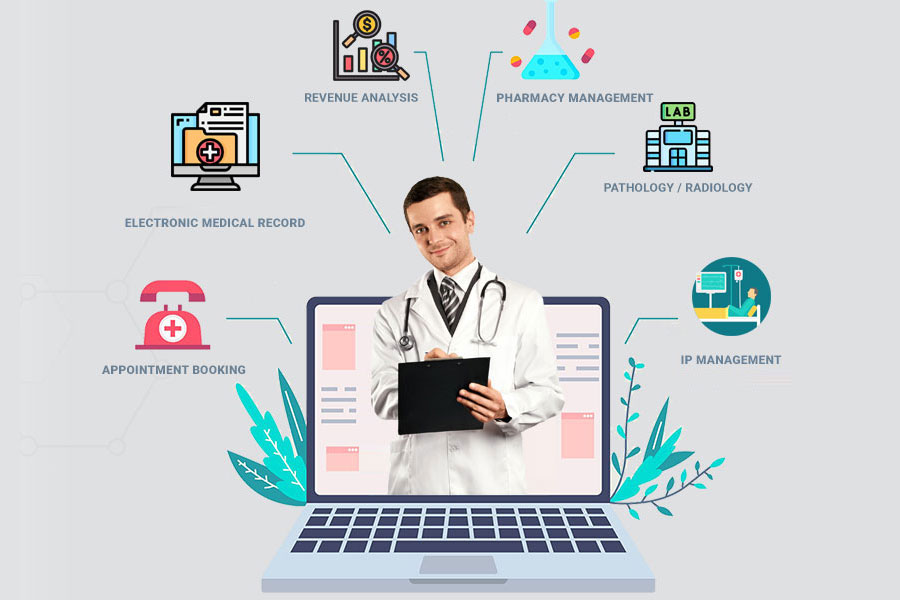 REVENUE ANALYSIS
PHARMACY MANAGEMENT
LAB
PATHOLOGY / RADIOLOGY
ELECTRONIC MEDICAL RECORD
IP MANAGEMENT
APPOINTMENT BOOKING